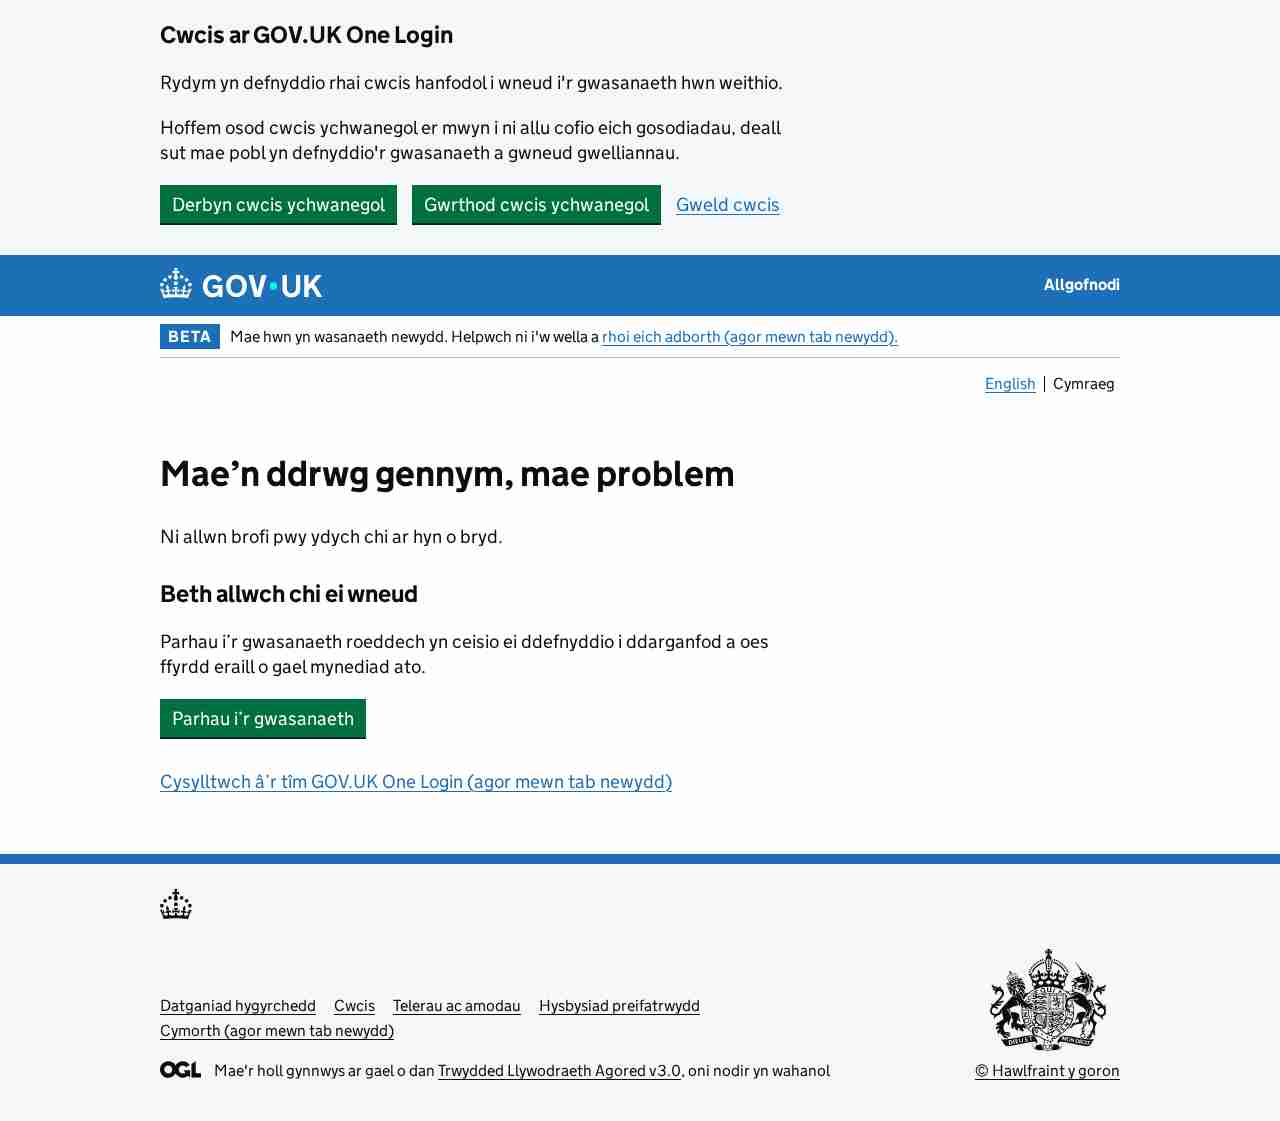 Cwcis ar GOV.UK One Login
Rydym yn defnyddio rhai cwcis hanfodol i wneud i'r gwasanaeth hwn weithio.
Hoffem osod cwcis ychwanegol er mwyn i ni allu cofio eich gosodiadau, deall
sut mae pobl yn defnyddio'r gwasanaeth a gwneud gwelliannau.
Derbyn cwcis ychwanegol Gwrthod cwcis ychwanegol Gweld cwcis
GOV·UK Allgofnodi
BETA Mae hwn yn wasanaeth newydd. Helpwch ni i'w wella a rhoi eich adborth (agor mewn tab newydd).
English Cymraeg
Mae’n ddrwg gennym, mae problem
Ni allwn brofi pwy ydych chi ar hyn o bryd.
Beth allwch chi ei wneud
Parhau i’r gwasanaeth roeddech yn ceisio ei ddefnyddio i ddarganfod a oes
ffyrdd eraill o gael mynediad ato.
Parhau i’r gwasanaeth
Cysylltwch â’r tîm GOV.UK One Login (agor mewn tab newydd)
Datganiad hygyrchedd Cwcis Telerau ac amodau Hysbysiad preifatrwydd
Cymorth (agor mewn tab newydd)
OGL Mae'r holl gynnwys ar gael o dan Trwydded Llywodraeth Agored v3.0, oni nodir yn wahanol
© Hawlfraint y goron